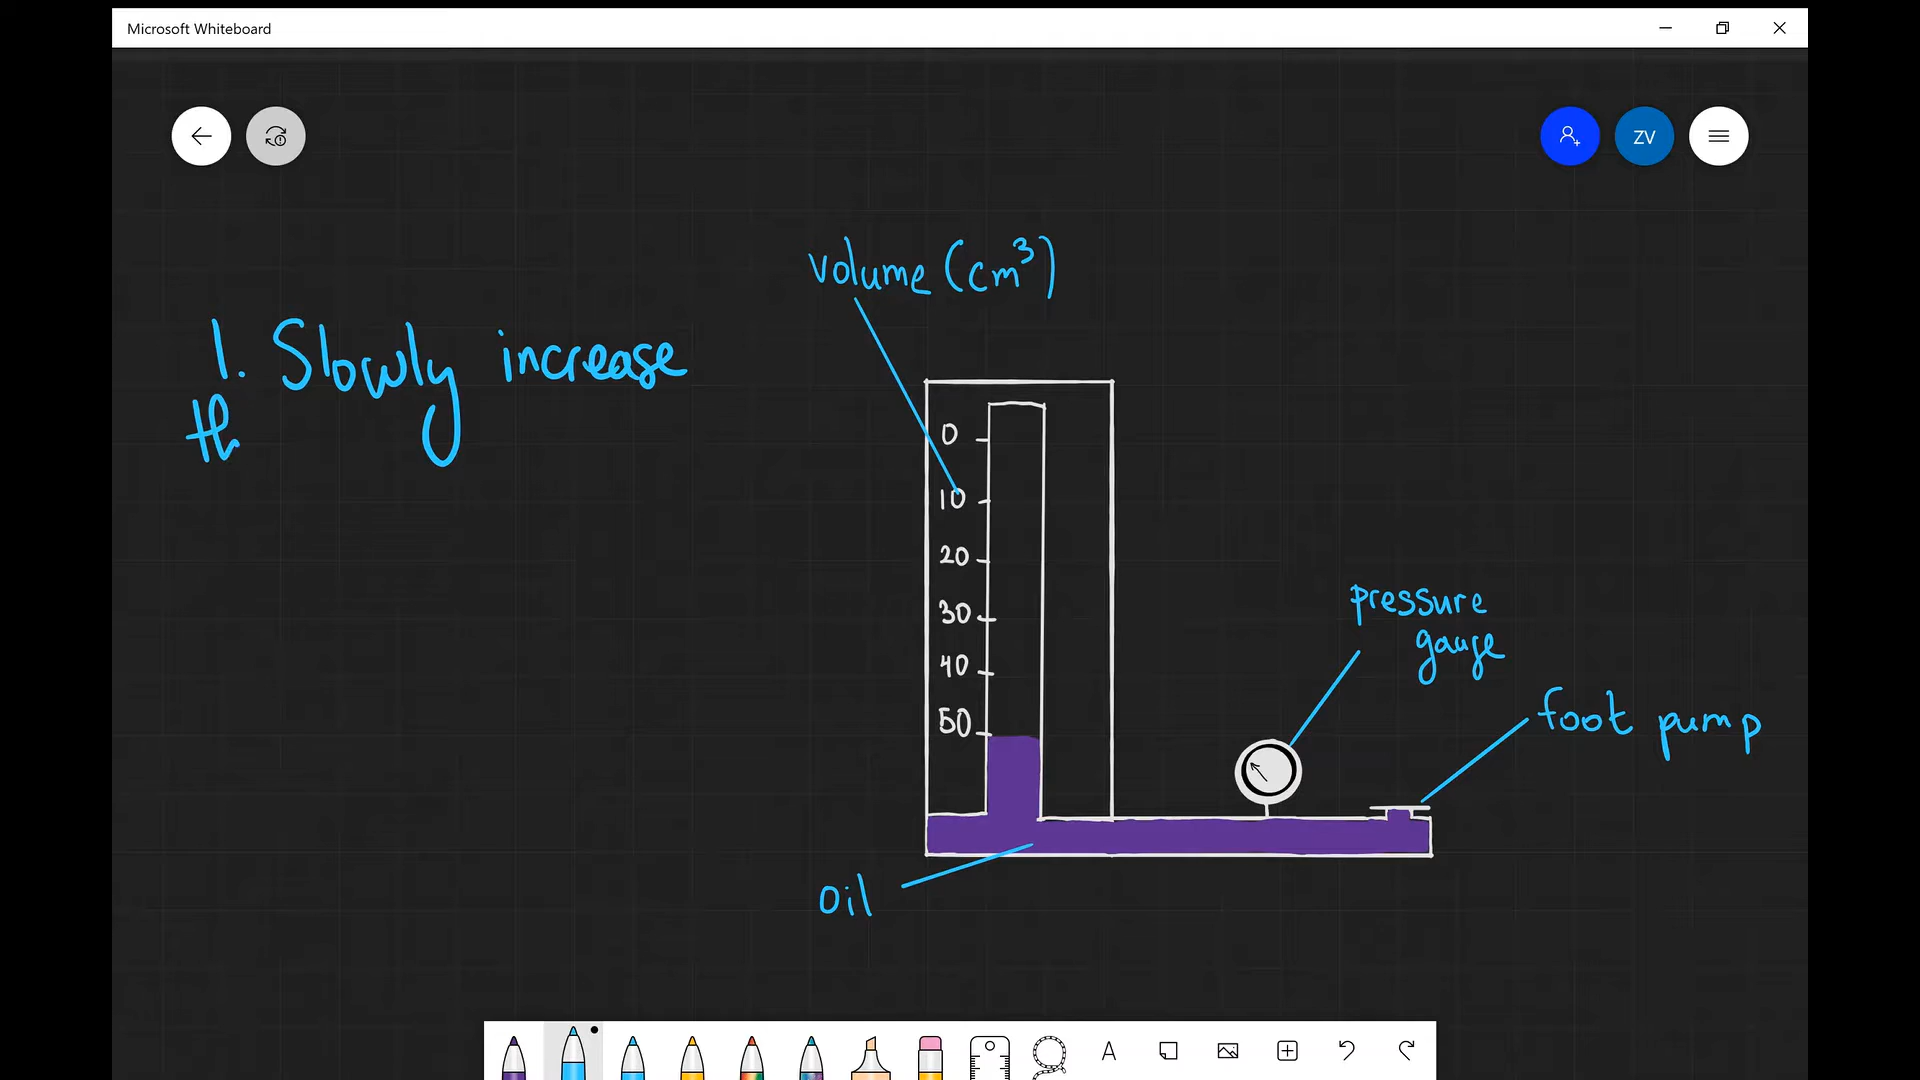 Microsoft Whiteboard
ZV
volume (cm³)
1. Slowly increase
th
0
10
20
30
40
50
pressure
gauge
foot pump
oil
A